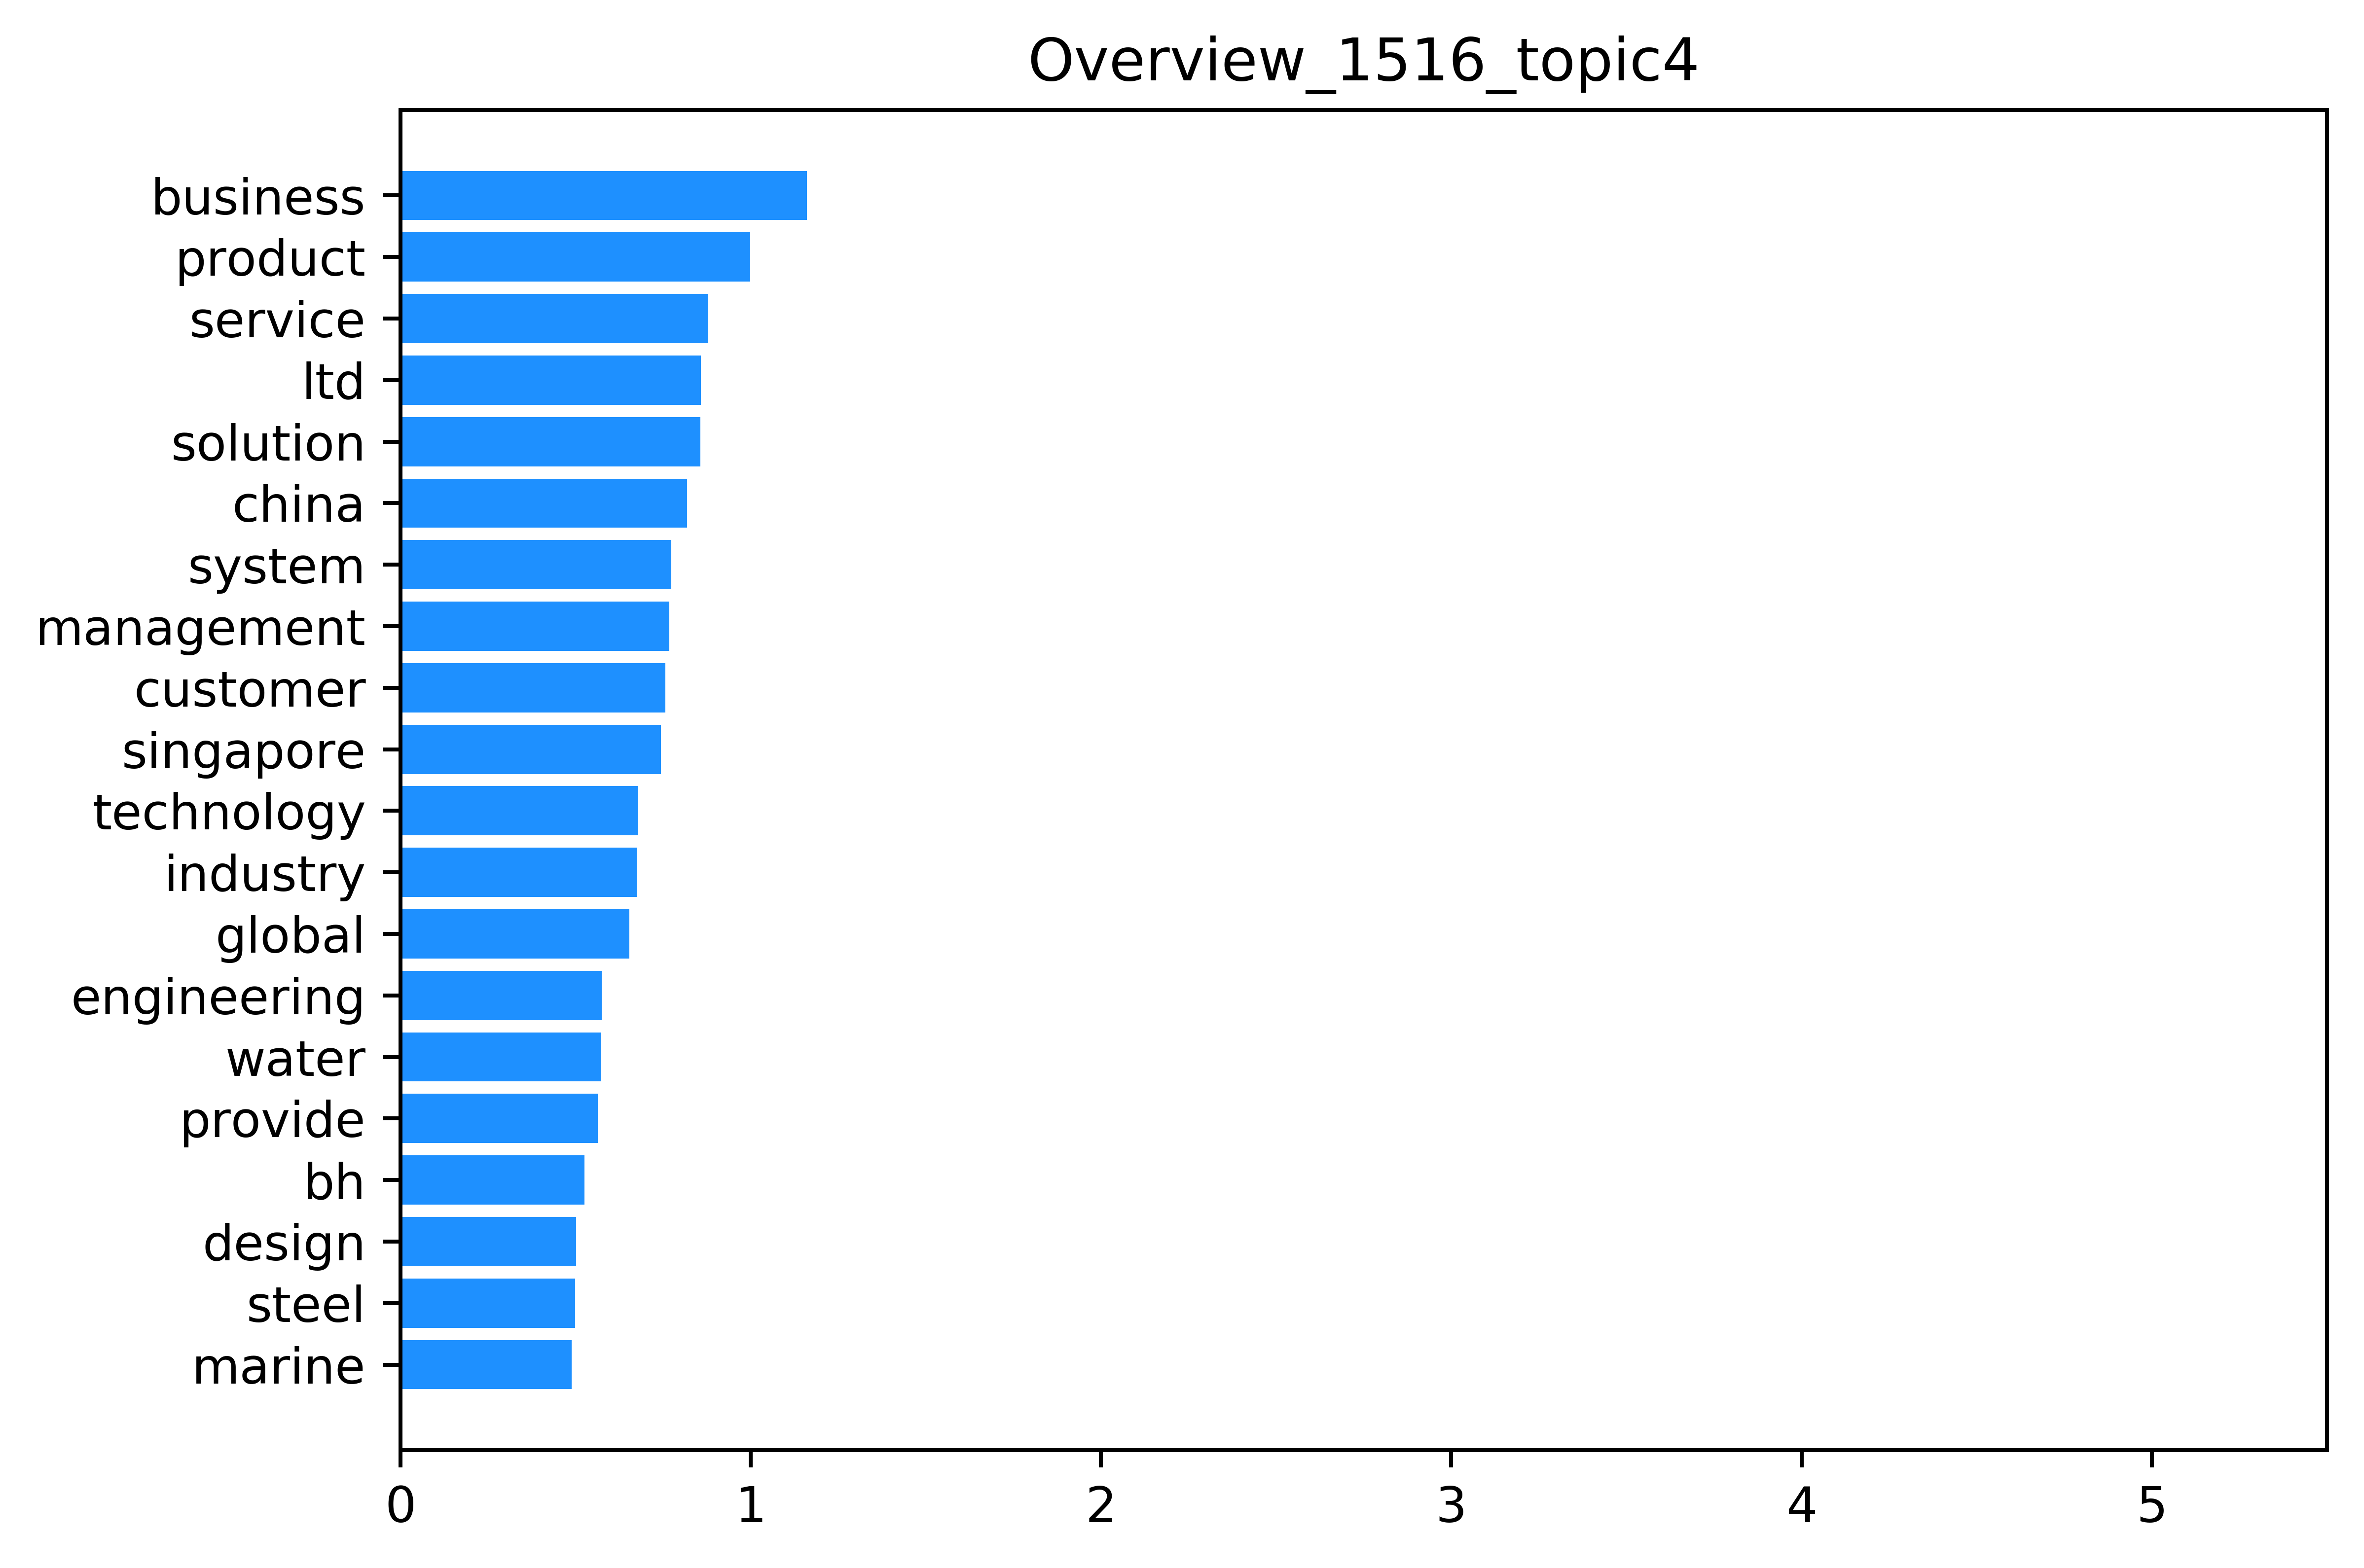 Overview_1516_topic4
business
product
service
ltd
solution
china
system
management
customer
singapore
technology
industry
global
engineering
water
provide
bh
design
steel
marine
0 1 2 3 4 5